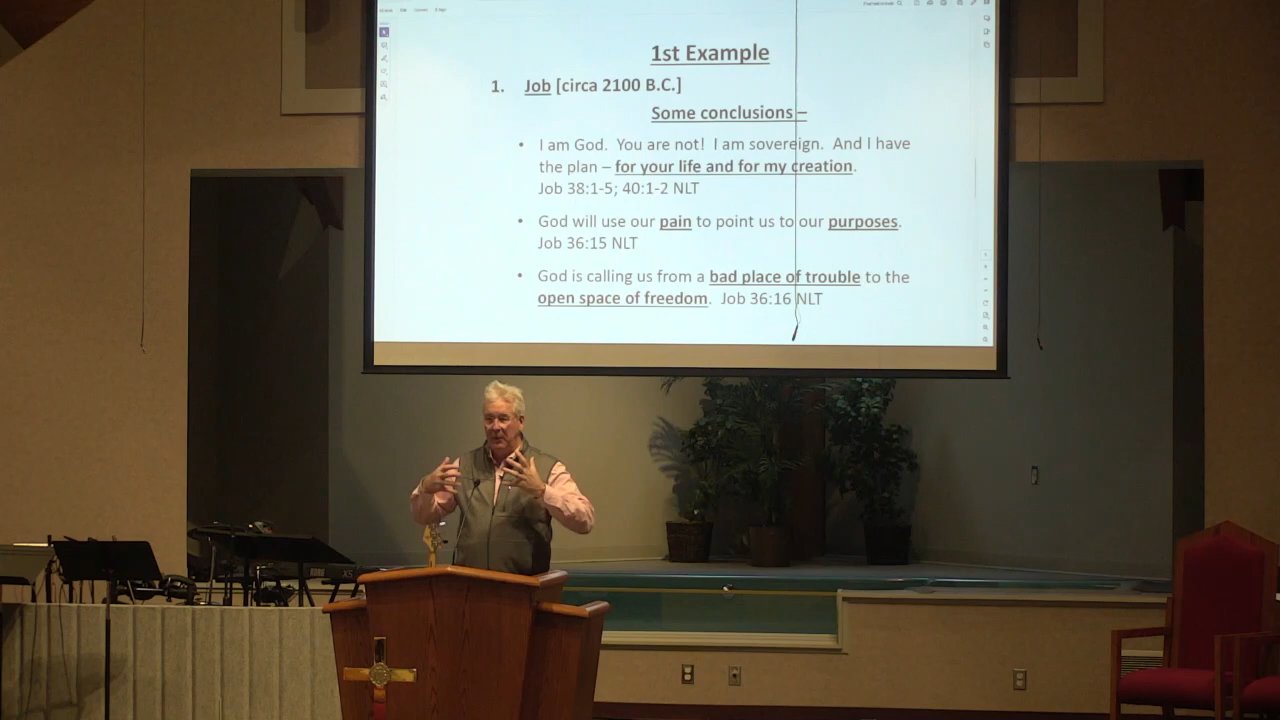 1st Example
1. Job [circa 2100 B.C.]
Some conclusions –
• I am God. You are not! I am sovereign. And I have
the plan – for your life and for my creation.
Job 38:1-5; 40:1-2 NLT
• God will use our pain to point us to our purposes.
Job 36:15 NLT
• God is calling us from a bad place of trouble to the
open space of freedom. Job 36:16 NLT
KORG X5